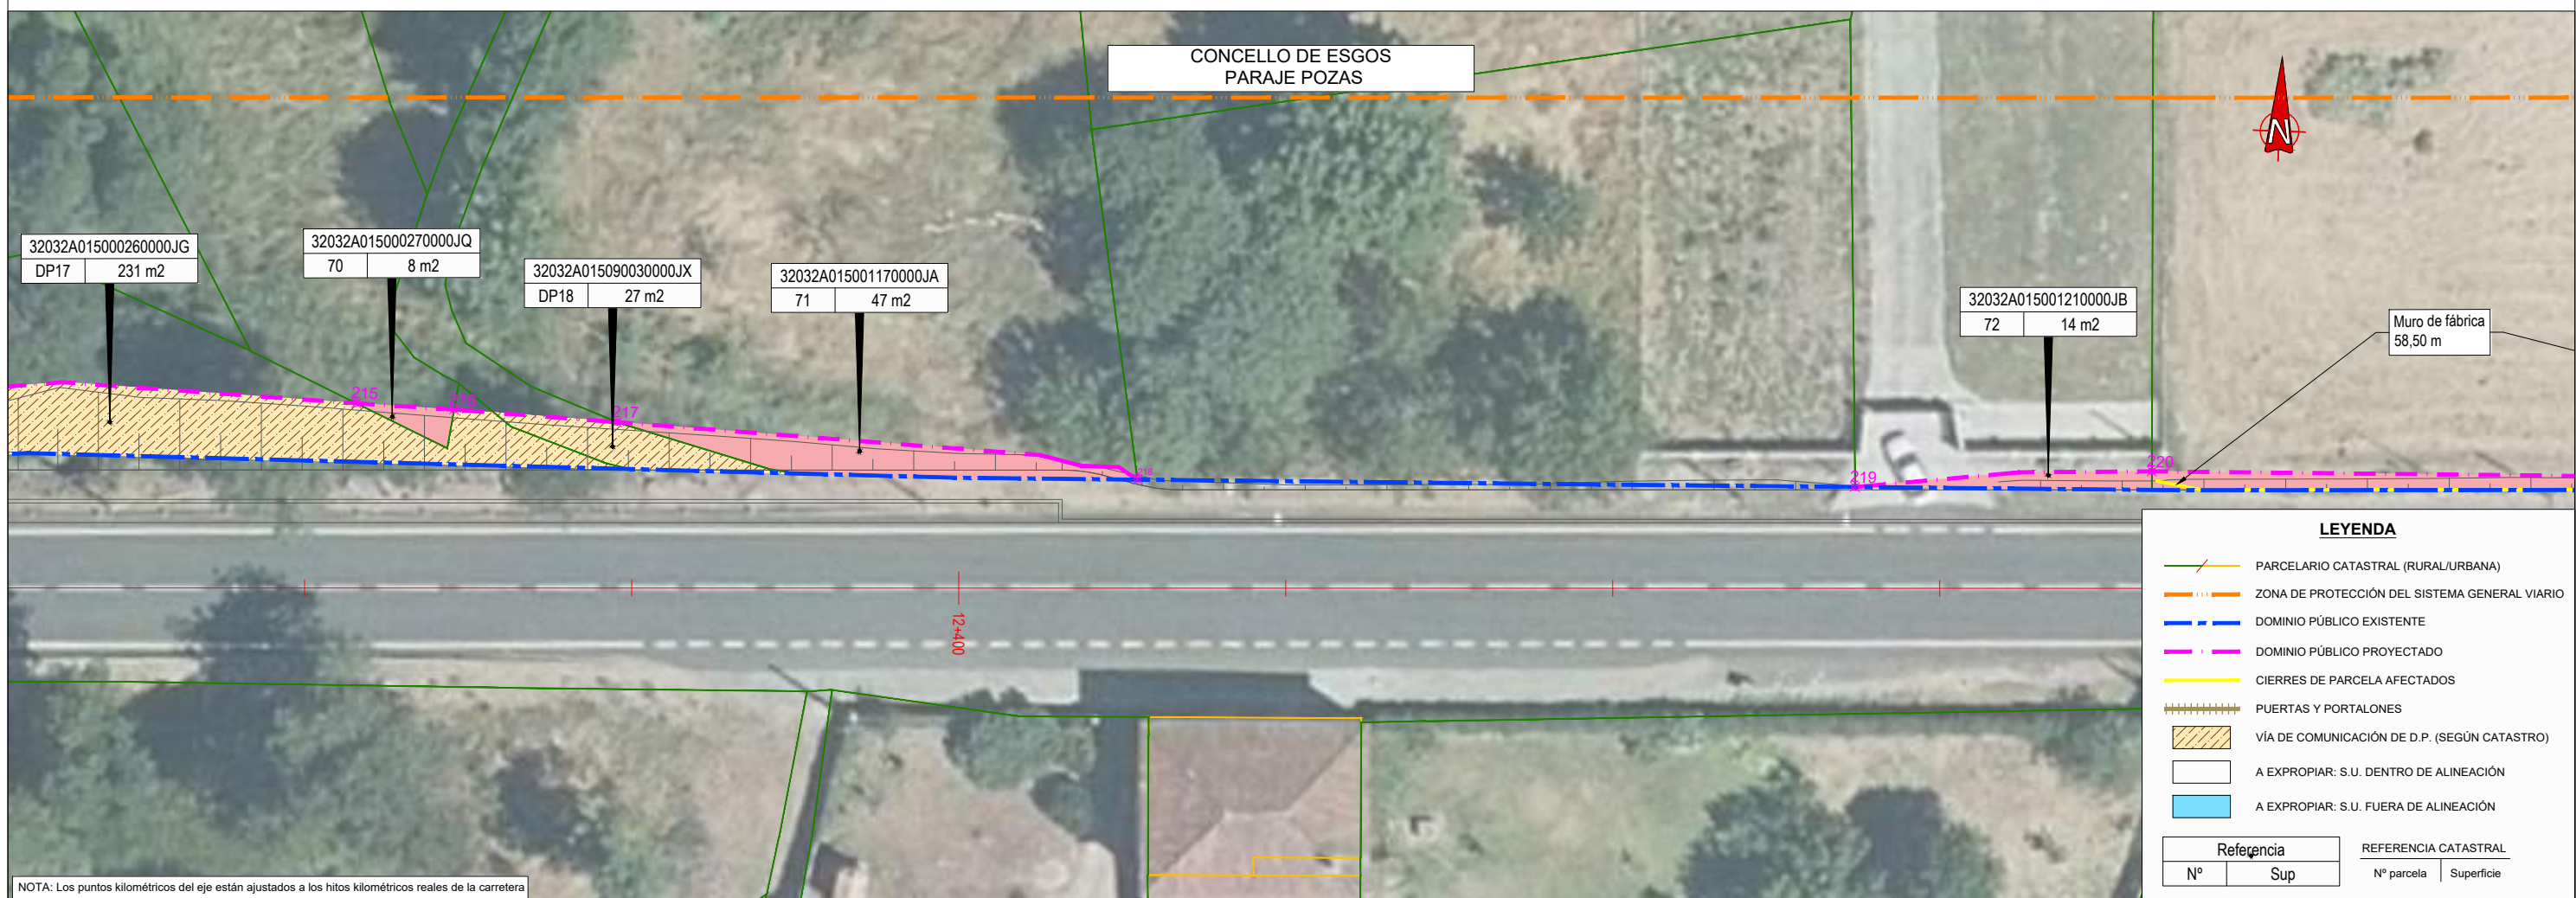 CONCELLO DE ESGOS
PARAJE POZAS
N
32032A015000260000JG
DP17 231 m2
32032A015000270000JQ
70 8 m2
32032A015090030000JX
DP18 27 m2
32032A015001170000JA
71 47 m2
32032A015001210000JB
72 14 m2
Muro de fábrica
58,50 m
215
216
217
218
219
220
12+400
LEYENDA
PARCELARIO CATASTRAL (RURAL/URBANA)
ZONA DE PROTECCIÓN DEL SISTEMA GENERAL VIARIO
DOMINIO PÚBLICO EXISTENTE
DOMINIO PÚBLICO PROYECTADO
CIERRES DE PARCELA AFECTADOS
PUERTAS Y PORTALONES
VÍA DE COMUNICACIÓN DE D.P. (SEGÚN CATASTRO)
A EXPROPIAR: S.U. DENTRO DE ALINEACIÓN
A EXPROPIAR: S.U. FUERA DE ALINEACIÓN
Referencia
Nº Sup
REFERENCIA CATASTRAL
Nº parcela Superficie
NOTA: Los puntos kilométricos del eje están ajustados a los hitos kilométricos reales de la carretera